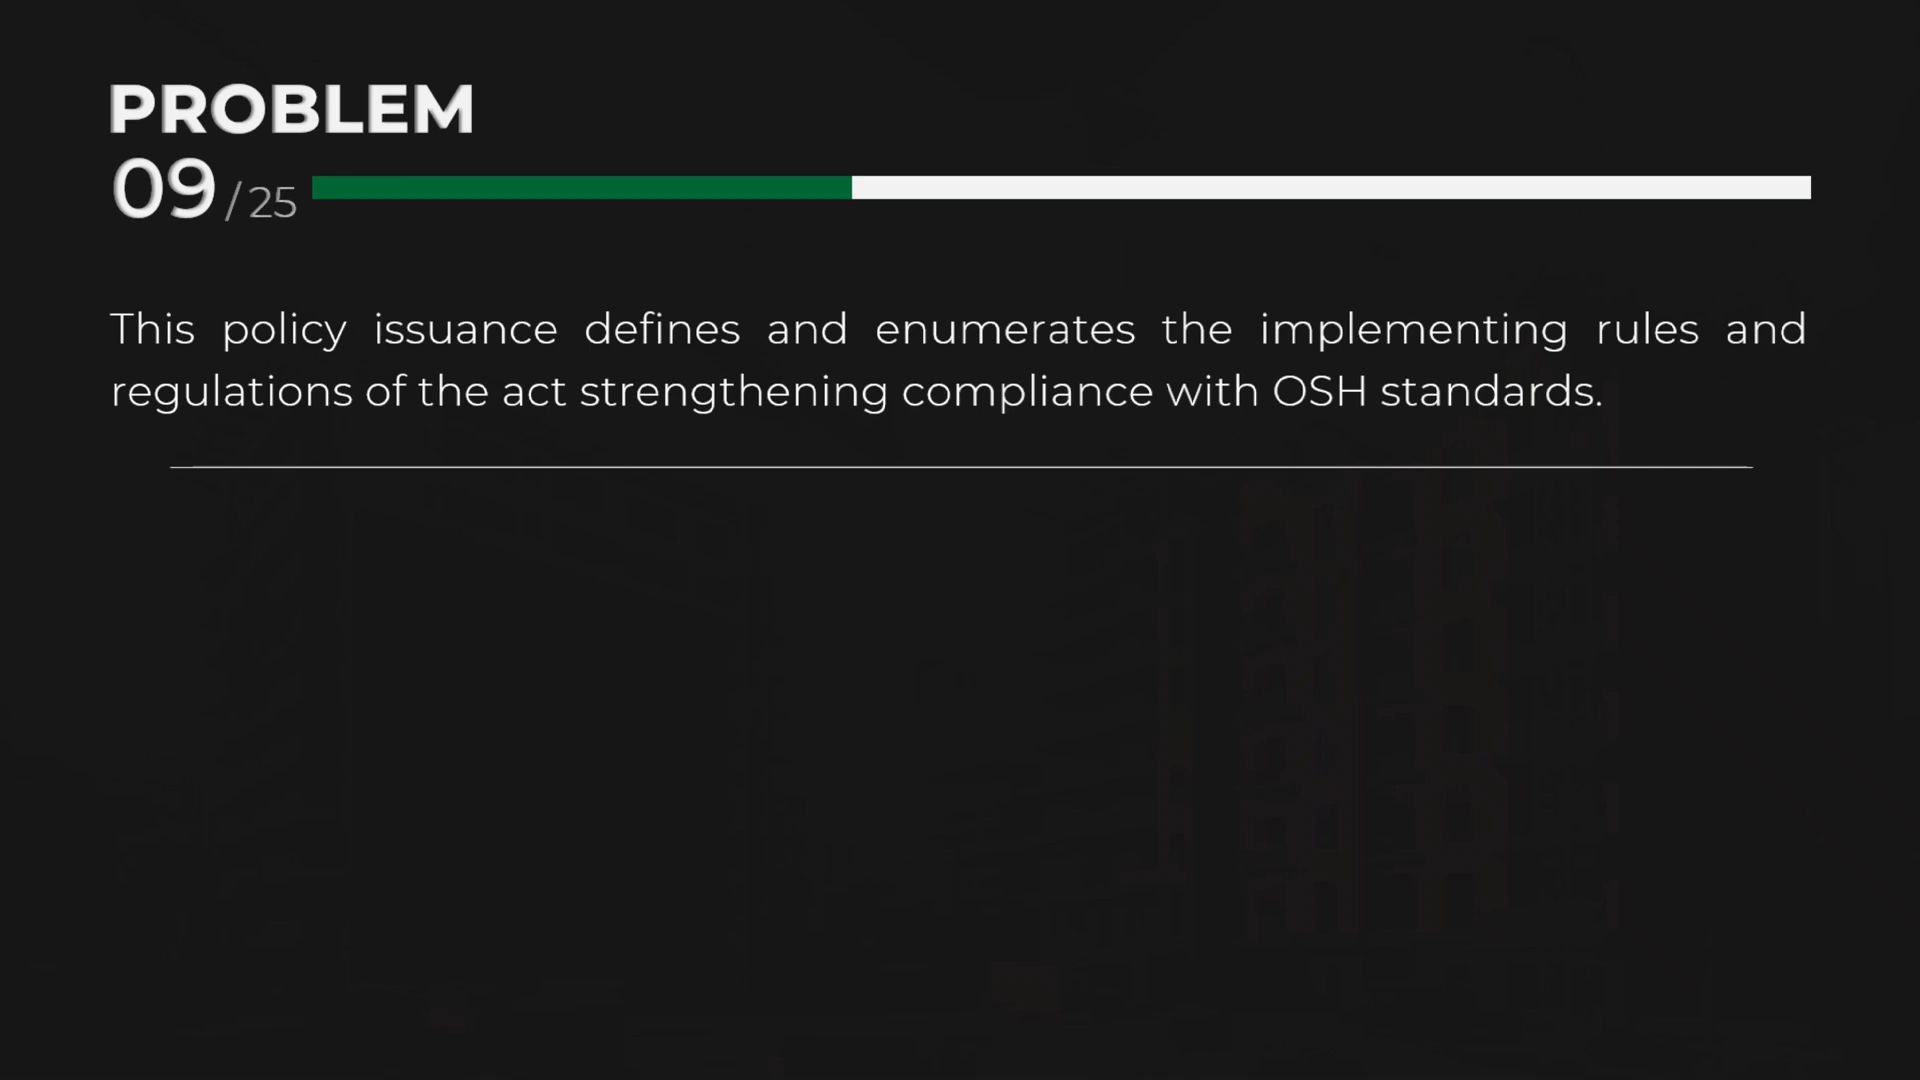 PROBLEM
09/25
This policy issuance defines and enumerates the implementing rules and
regulations of the act strengthening compliance with OSH standards.